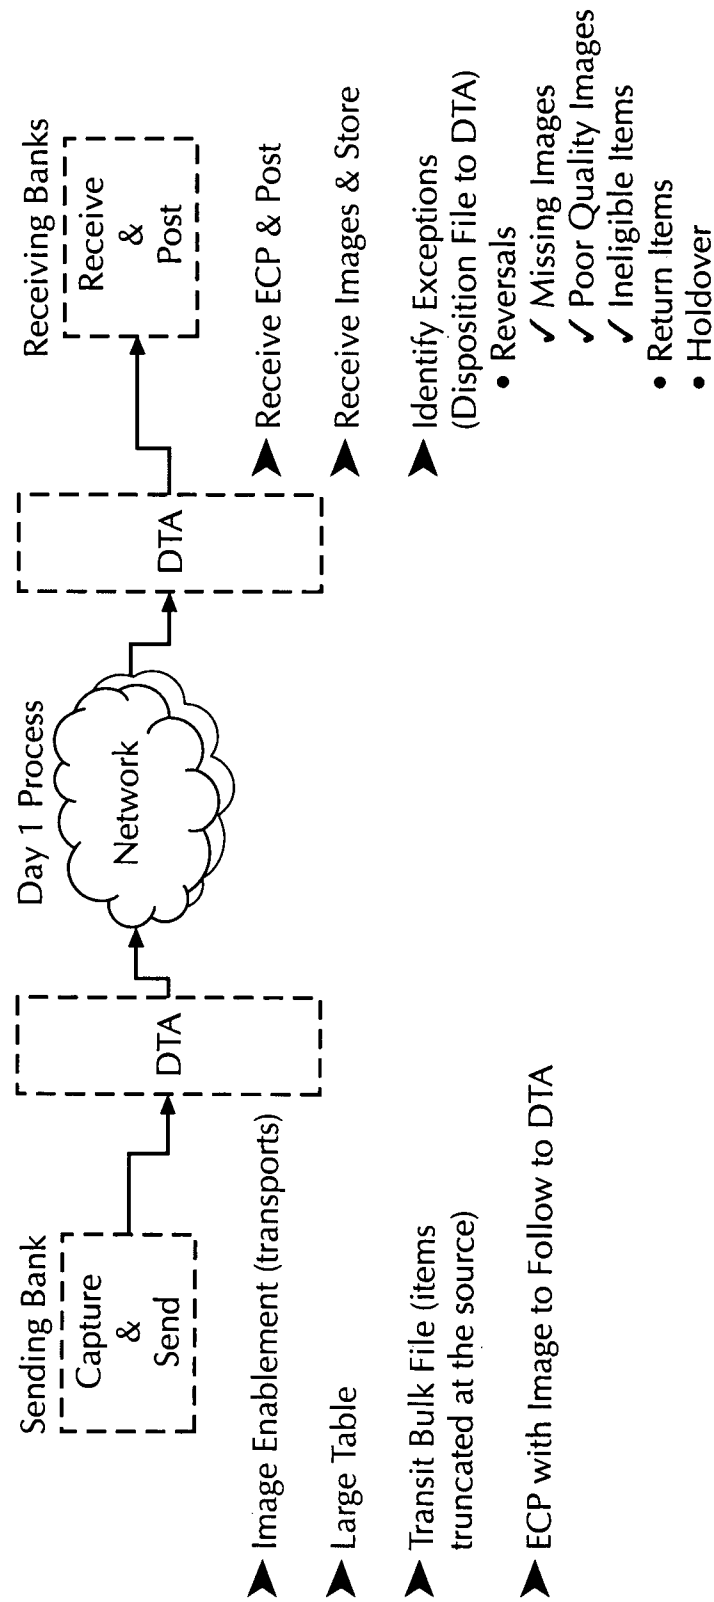 Day 1 Process
Sending Bank
Capture
&
Send
DTA
Network
DTA
Receiving Banks
Receive
&
Post
➤ Image Enablement (transports)
➤ Large Table
➤ Transit Bulk File (items
truncated at the source)
➤ ECP with Image to Follow to DTA
➤ Receive ECP & Post
➤ Receive Images & Store
➤ Identify Exceptions
(Disposition File to DTA)
• Reversals
✓ Missing Images
✓ Poor Quality Images
✓ Ineligible Items
• Return Items
• Holdover